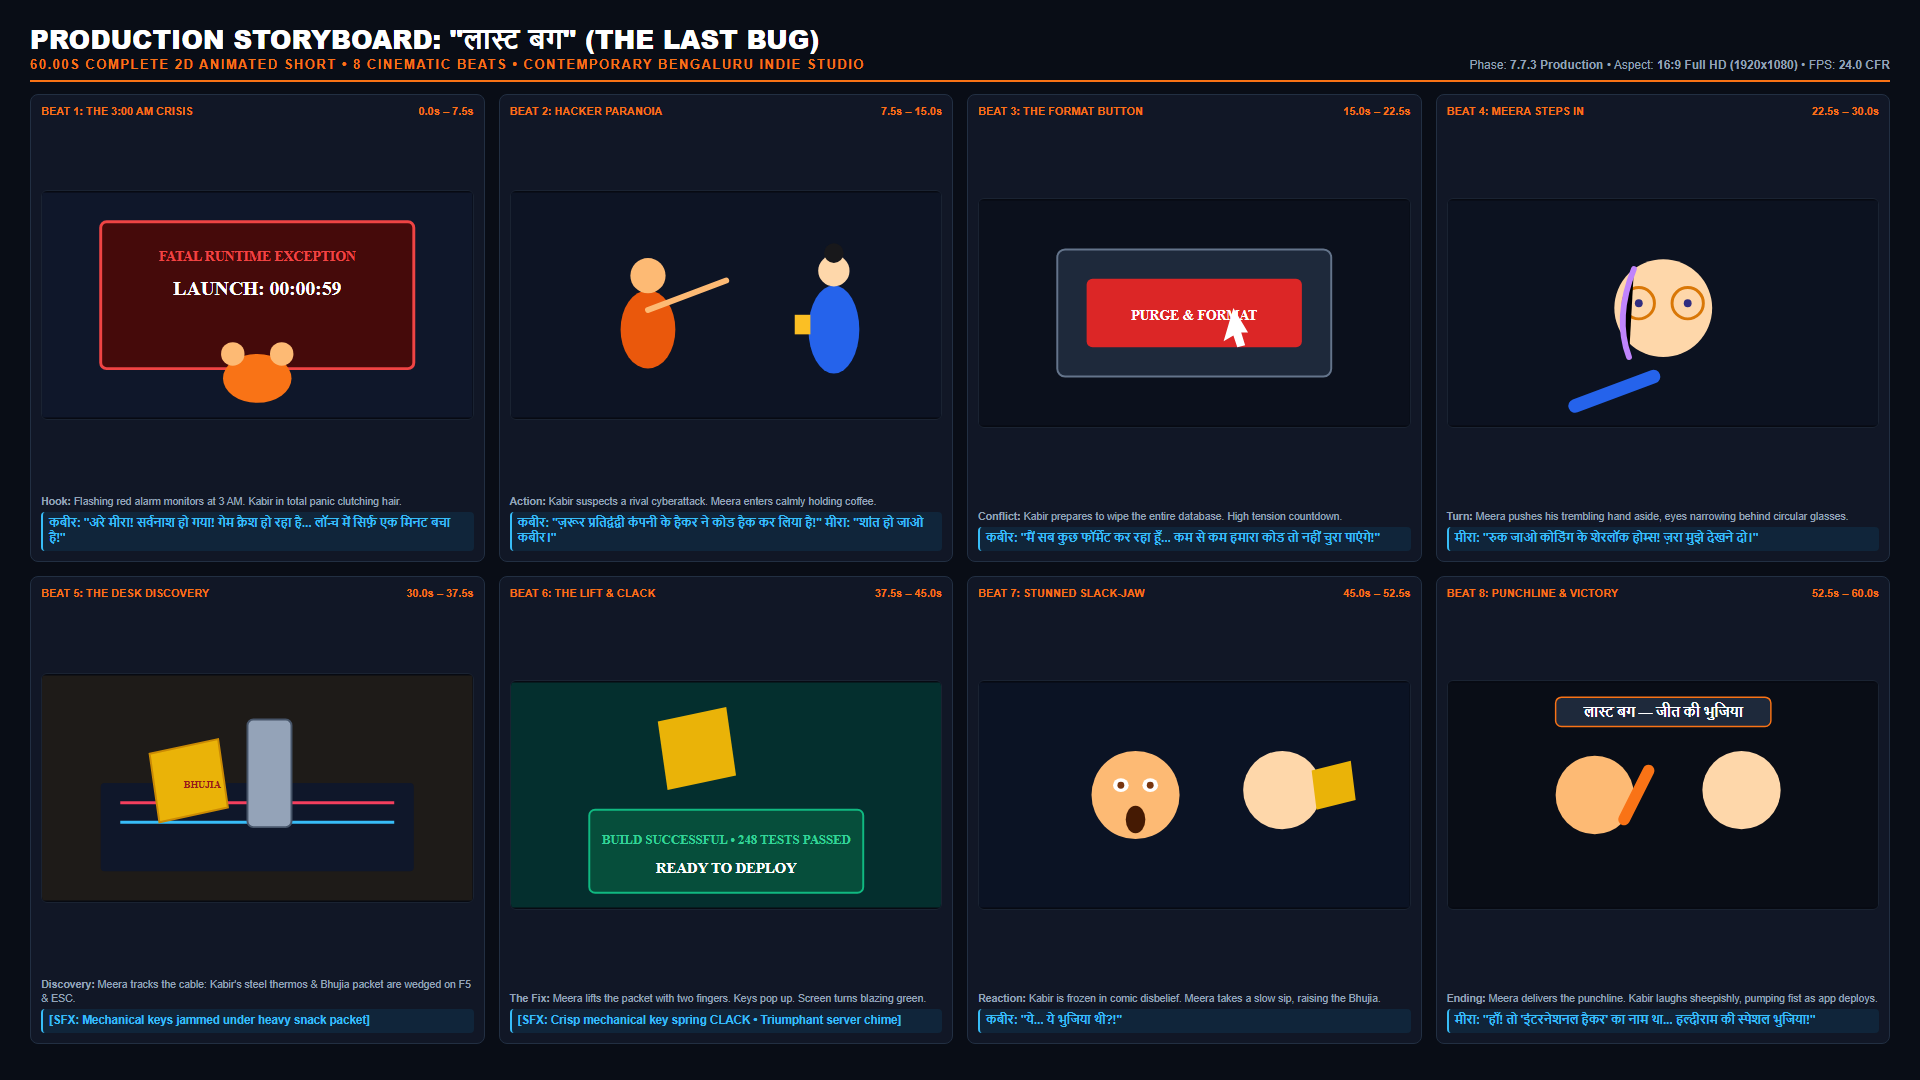 PRODUCTION STORYBOARD: "लास्ट बग" (THE LAST BUG)
60.00S COMPLETE 2D ANIMATED SHORT • 8 CINEMATIC BEATS • CONTEMPORARY BENGALURU INDIE STUDIO
Phase: 7.7.3 Production • Aspect: 16:9 Full HD (1920x1080) • FPS: 24.0 CFR
BEAT 1: THE 3:00 AM CRISIS
0.0s – 7.5s
FATAL RUNTIME EXCEPTION
LAUNCH: 00:00:59
Hook: Flashing red alarm monitors at 3 AM. Kabir in total panic clutching hair.
कबीर: "अरे मीरा! सर्वनाश हो गया! गेम क्रैश हो रहा है... लॉन्च में सिर्फ़ एक मिनट बचा
है!"
BEAT 2: HACKER PARANOIA
7.5s – 15.0s
Action: Kabir suspects a rival cyberattack. Meera enters calmly holding coffee.
कबीर: "ज़रूर प्रतिद्वंद्वी कंपनी के हैकर ने कोड हैक कर लिया है!" मीरा: "शांत हो जाओ
कबीर।"
BEAT 3: THE FORMAT BUTTON
15.0s – 22.5s
PURGE & FORMAT
Conflict: Kabir prepares to wipe the entire database. High tension countdown.
कबीर: "मैं सब कुछ फॉर्मेट कर रहा हूँ... कम से कम हमारा कोड तो नहीं चुरा पाएंगे!"
BEAT 4: MEERA STEPS IN
22.5s – 30.0s
Turn: Meera pushes his trembling hand aside, eyes narrowing behind circular glasses.
मीरा: "रुक जाओ कोडिंग के शेरलॉक होम्स! ज़रा मुझे देखने दो।"
BEAT 5: THE DESK DISCOVERY
30.0s – 37.5s
BHUJIA
Discovery: Meera tracks the cable: Kabir's steel thermos & Bhujia packet are wedged on F5
& ESC.
[SFX: Mechanical keys jammed under heavy snack packet]
BEAT 6: THE LIFT & CLACK
37.5s – 45.0s
BUILD SUCCESSFUL • 248 TESTS PASSED
READY TO DEPLOY
The Fix: Meera lifts the packet with two fingers. Keys pop up. Screen turns blazing green.
[SFX: Crisp mechanical key spring CLACK • Triumphant server chime]
BEAT 7: STUNNED SLACK-JAW
45.0s – 52.5s
Reaction: Kabir is frozen in comic disbelief. Meera takes a slow sip, raising the Bhujia.
कबीर: "ये... ये भुजिया थी?!"
BEAT 8: PUNCHLINE & VICTORY
52.5s – 60.0s
लास्ट बग — जीत की भुजिया
Ending: Meera delivers the punchline. Kabir laughs sheepishly, pumping fist as app deploys.
मीरा: "हाँ! तो 'इंटरनेशनल हैकर' का नाम था... हल्दीराम की स्पेशल भुजिया!"